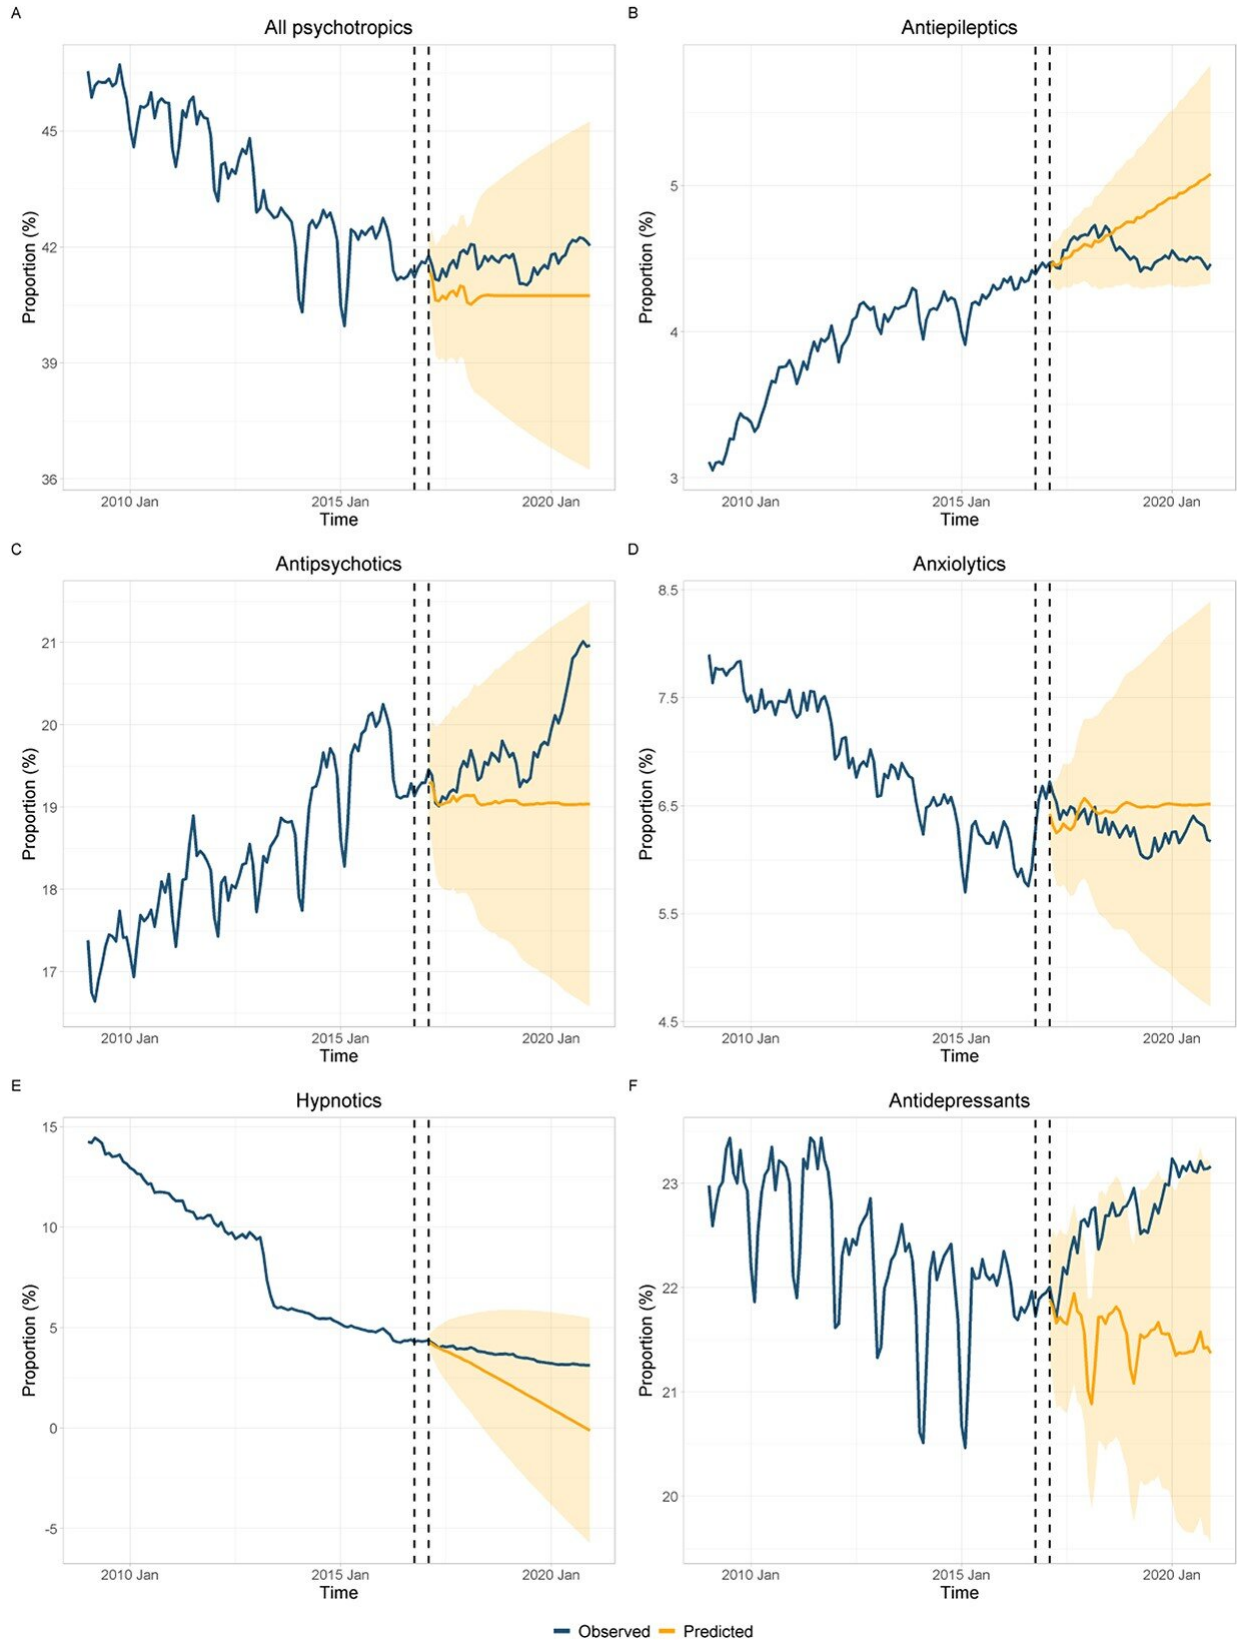 A
All psychotropics
Proportion (%)
45
42
39
36
2010 Jan 2015 Jan 2020 Jan
Time
B
Antiepileptics
Proportion (%)
5
4
3
2010 Jan 2015 Jan 2020 Jan
Time
C
Antipsychotics
Proportion (%)
21
20
19
18
17
2010 Jan 2015 Jan 2020 Jan
Time
D
Anxiolytics
Proportion (%)
8.5
7.5
6.5
5.5
4.5
2010 Jan 2015 Jan 2020 Jan
Time
E
Hypnotics
Proportion (%)
15
10
5
0
-5
2010 Jan 2015 Jan 2020 Jan
Time
F
Antidepressants
Proportion (%)
23
22
21
20
2010 Jan 2015 Jan 2020 Jan
Time
Observed Predicted